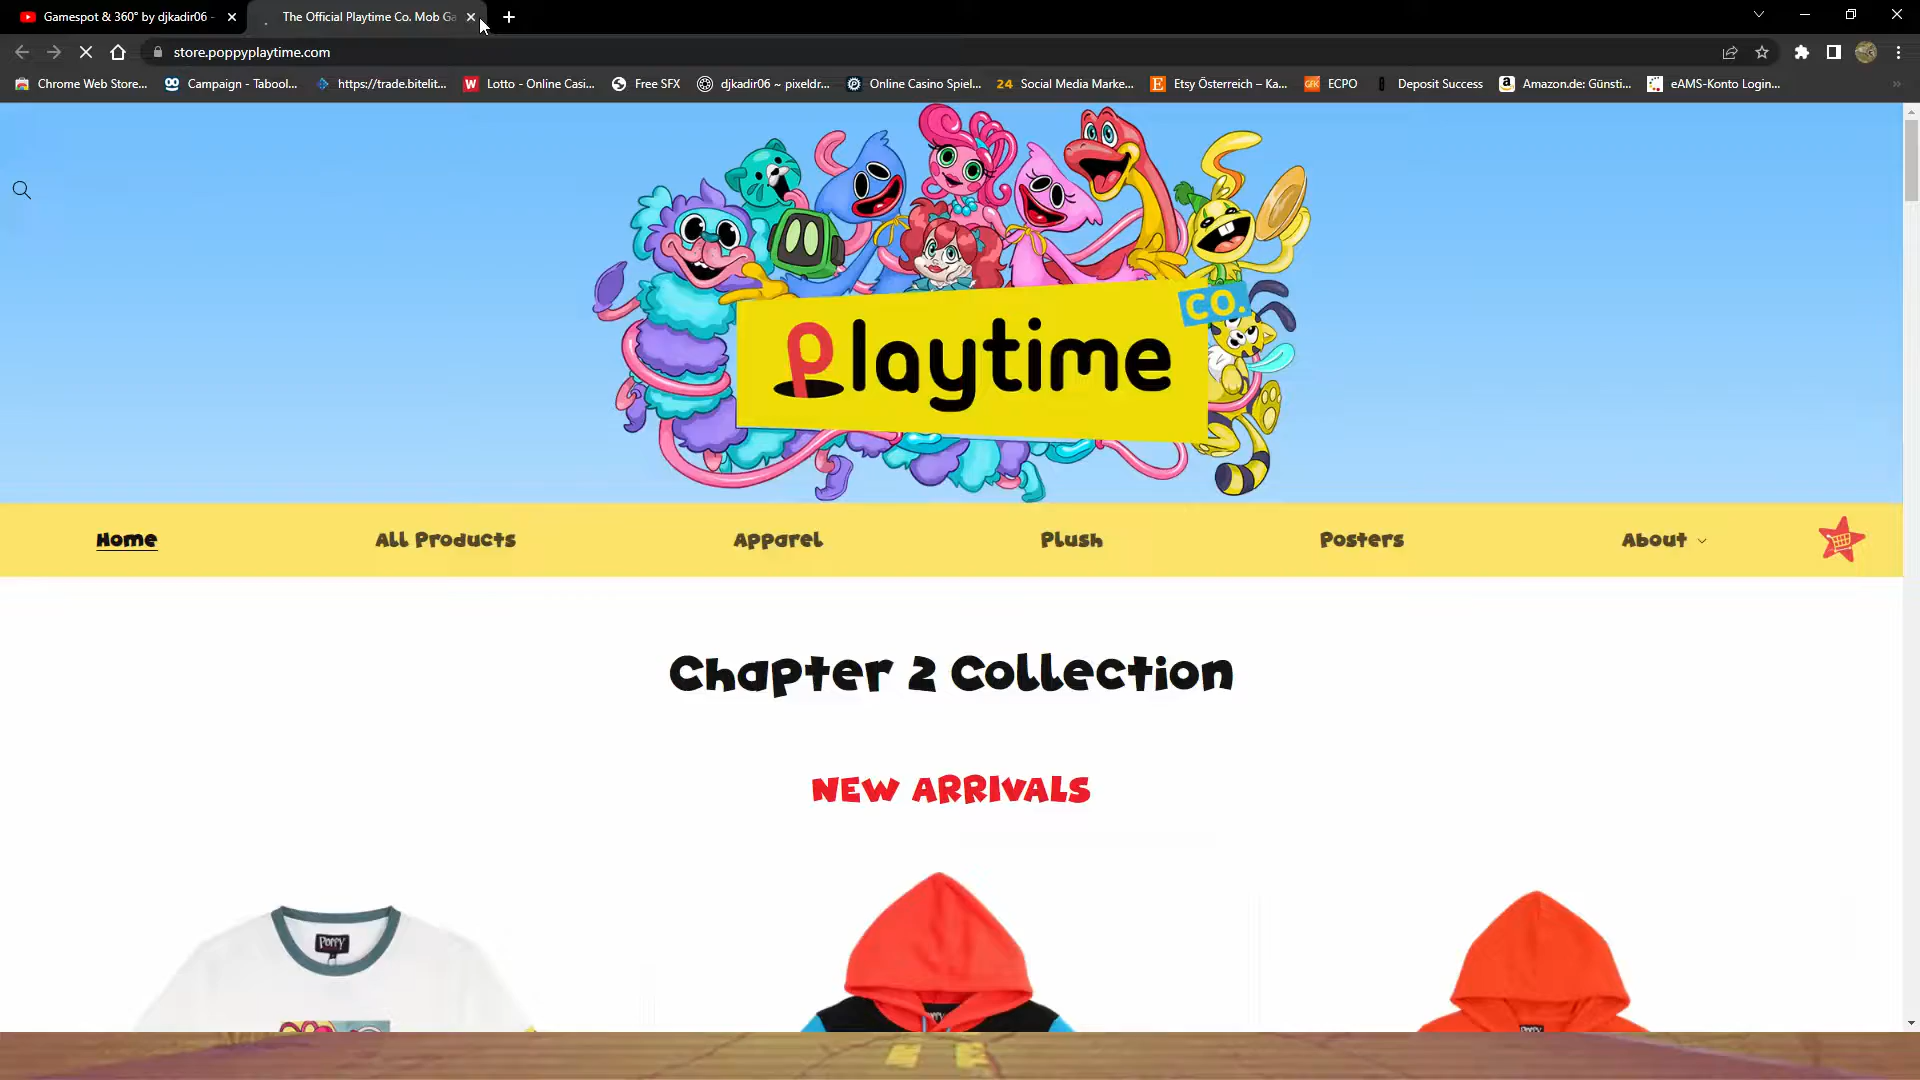 Gamespot & 360° by djkadir06 -
The Official Playtime Co. Mob Ga
store.poppyplaytime.com
Chrome Web Store...
Campaign - Tabool...
https://trade.bitelit...
Lotto - Online Casi...
Free SFX
djkadir06 ~ pixeldr...
Online Casino Spiel...
24 Social Media Marke...
Etsy Österreich – Ka...
GFK ECPO
Deposit Success
Amazon.de: Günsti...
eAMS-Konto Login...
Playtime
CO.
Home
All Products
Apparel
Plush
Posters
About
Chapter 2 Collection
NEW ARRIVALS
POPPY